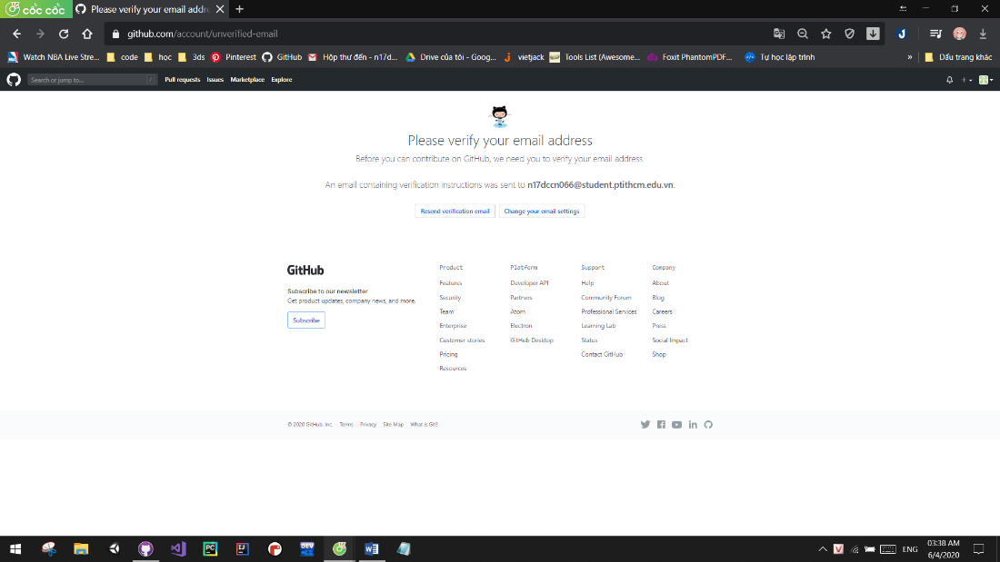 cốc cốc
Please verify your email addre
github.com/account/unverified-email
Watch NBA Live Stre... code học 3ds Pinterest GitHub Hộp thư đến - n17d... Drive của tôi - Goog... vietjack Tools List (Awesome... Foxit PhantomPDF... Tự học lập trình » Dấu trang khác
Search or jump to... / Pull requests Issues Marketplace Explore
Please verify your email address
Before you can contribute on GitHub, we need you to verify your email address.
An email containing verification instructions was sent to n17dccn066@student.ptithcm.edu.vn.
Resend verification email Change your email settings
GitHub
Subscribe to our newsletter
Get product updates, company news, and more.
Subscribe
Product
Features
Security
Team
Enterprise
Customer stories
Pricing
Resources
Platform
Developer API
Partners
Atom
Electron
GitHub Desktop
Support
Help
Community Forum
Professional Services
Learning Lab
Status
Contact GitHub
Company
About
Blog
Careers
Press
Social Impact
Shop
© 2020 GitHub, Inc. Terms Privacy Site Map What is Git?
PC IJ DEV V ENG
03:38 AM
6/4/2020